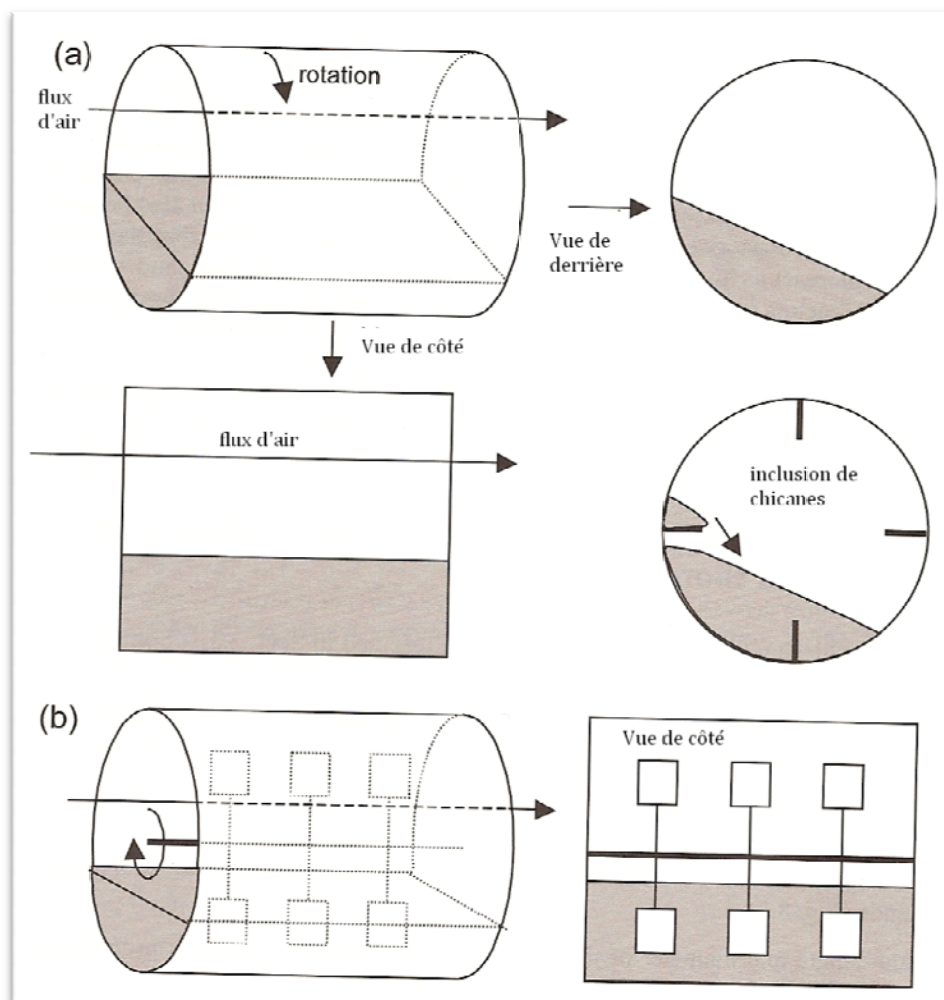 (a)
rotation
flux
d'air
Vue de
derrière
Vue de côté
flux d'air
inclusion de
chicanes
(b)
Vue de côté